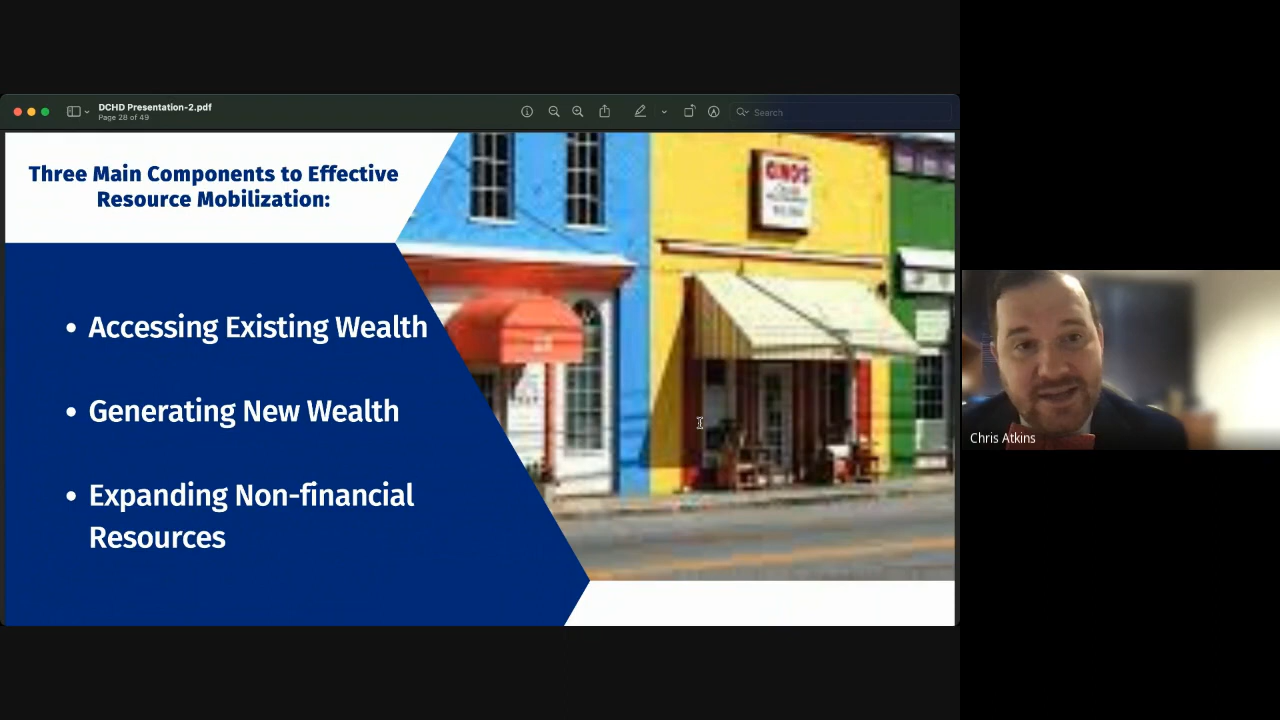 DCHD Presentation-2.pdf
Page 28 of 49
Search
Three Main Components to Effective
Resource Mobilization:
GINO'S
• Accessing Existing Wealth
• Generating New Wealth
• Expanding Non-financial
Resources
Chris Atkins